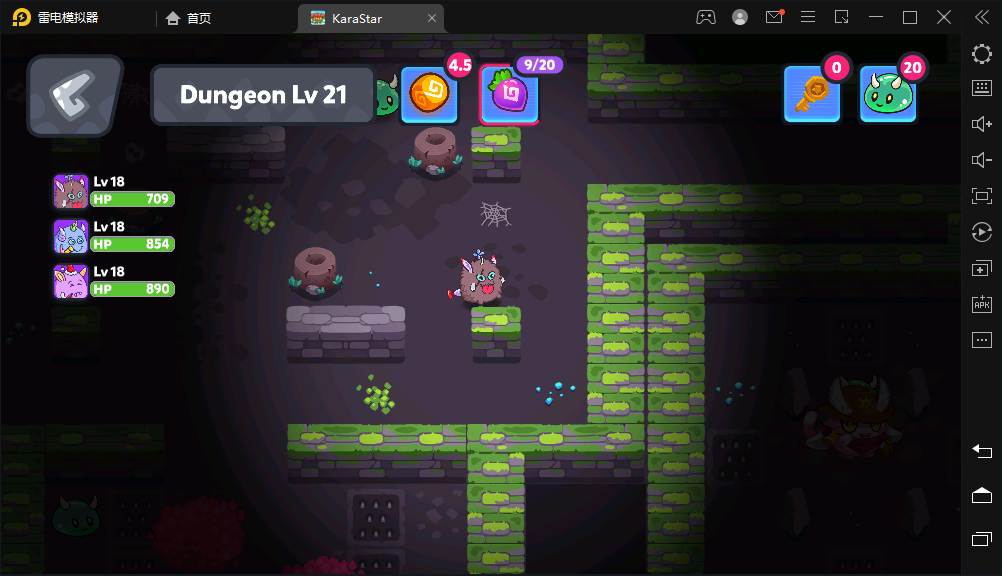 雷电模拟器
首页
KaraStar
Dungeon Lv 21
4.5
9/20
0
20
Lv 18
HP 709
Lv 18
HP 854
Lv 18
HP 890
APK